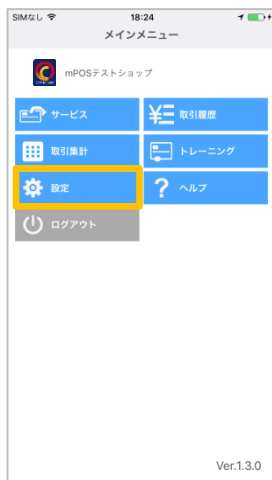 SIMなし 18:24
メインメニュー
mPOSテストショップ
サービス 取引履歴
取引集計 トレーニング
設定 ? ヘルプ
ログアウト
Ver.1.3.0